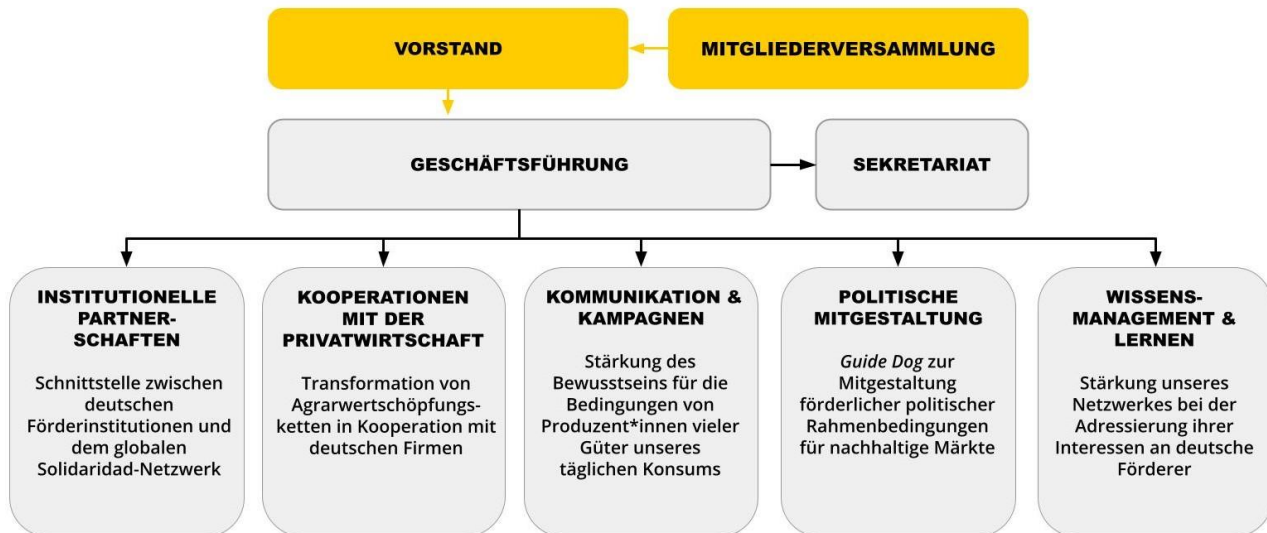 VORSTAND
MITGLIEDERVERSAMMLUNG
GESCHÄFTSFÜHRUNG
SEKRETARIAT
INSTITUTIONELLE
PARTNER-
SCHAFTEN
Schnittstelle zwischen
deutschen
Förderinstitutionen und
dem globalen
Solidaridad-Netzwerk
KOOPERATIONEN
MIT DER
PRIVATWIRTSCHAFT
Transformation von
Agrarwertschöpfungs-
ketten in Kooperation mit
deutschen Firmen
KOMMUNIKATION &
KAMPAGNEN
Stärkung des
Bewusstseins für die
Bedingungen von
Produzent*innen vieler
Güter unseres
täglichen Konsums
POLITISCHE
MITGESTALTUNG
Guide Dog zur
Mitgestaltung
förderlicher politischer
Rahmenbedingungen
für nachhaltige Märkte
WISSENS-
MANAGEMENT &
LERNEN
Stärkung unseres
Netzwerkes bei der
Adressierung ihrer
Interessen an deutsche
Förderer